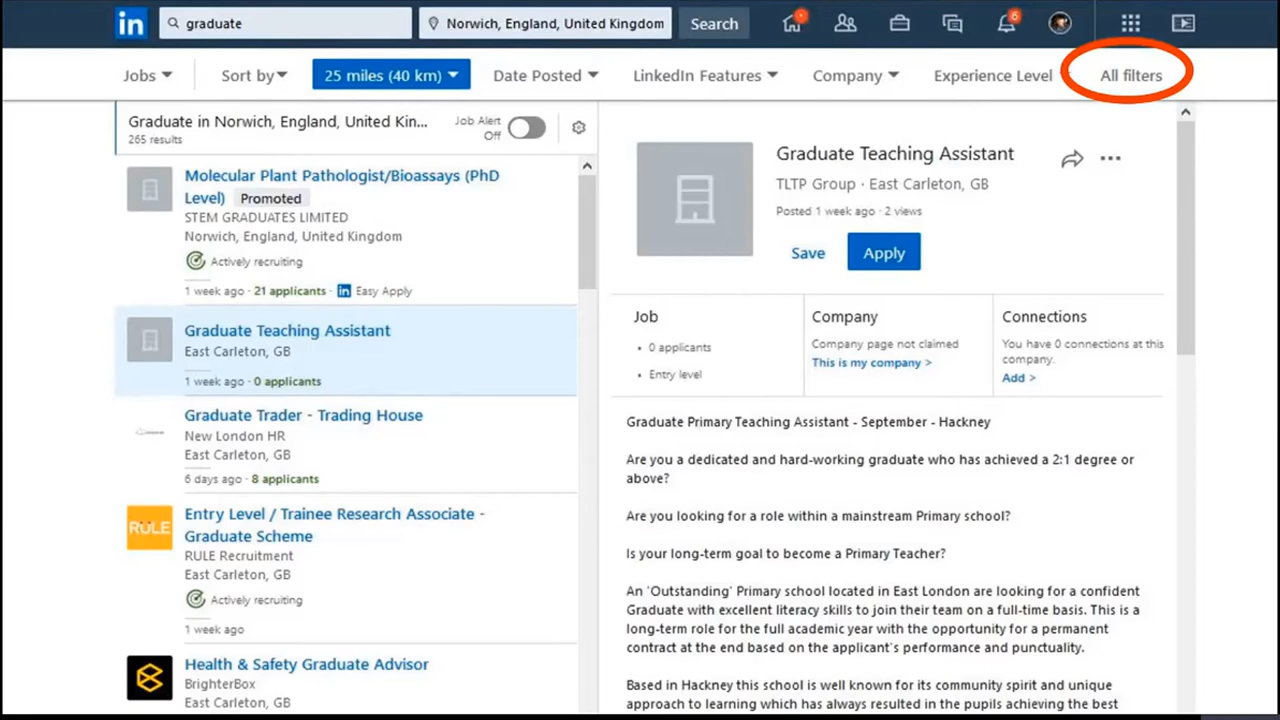 in
graduate
Norwich, England, United Kingdom
Search
6
Jobs
Sort by
25 miles (40 km)
Date Posted
LinkedIn Features
Company
Experience Level
All filters
Graduate in Norwich, England, United Kin...
265 results
Job Alert
Off
Molecular Plant Pathologist/Bioassays (PhD
Level) Promoted
STEM GRADUATES LIMITED
Norwich, England, United Kingdom
Actively recruiting
1 week ago · 21 applicants · in Easy Apply
Graduate Teaching Assistant
East Carleton, GB
1 week ago · 0 applicants
Graduate Trader - Trading House
New London HR
East Carleton, GB
6 days ago · 8 applicants
RULE
Entry Level / Trainee Research Associate -
Graduate Scheme
RULE Recruitment
East Carleton, GB
Actively recruiting
1 week ago
Health & Safety Graduate Advisor
BrighterBox
East Carleton, GB
Graduate Teaching Assistant
TLTP Group · East Carleton, GB
Posted 1 week ago · 2 views
Save
Apply
Job
• 0 applicants
• Entry level
Company
Company page not claimed
This is my company >
Connections
You have 0 connections at this
company.
Add >
Graduate Primary Teaching Assistant - September - Hackney
Are you a dedicated and hard-working graduate who has achieved a 2:1 degree or
above?
Are you looking for a role within a mainstream Primary school?
Is your long-term goal to become a Primary Teacher?
An 'Outstanding' Primary school located in East London are looking for a confident
Graduate with excellent literacy skills to join their team on a full-time basis. This is a
long-term role for the full academic year with the opportunity for a permanent
contract at the end based on the applicant's performance and punctuality.
Based in Hackney this school is well known for its community spirit and unique
approach to learning which has always resulted in the pupils achieving the best